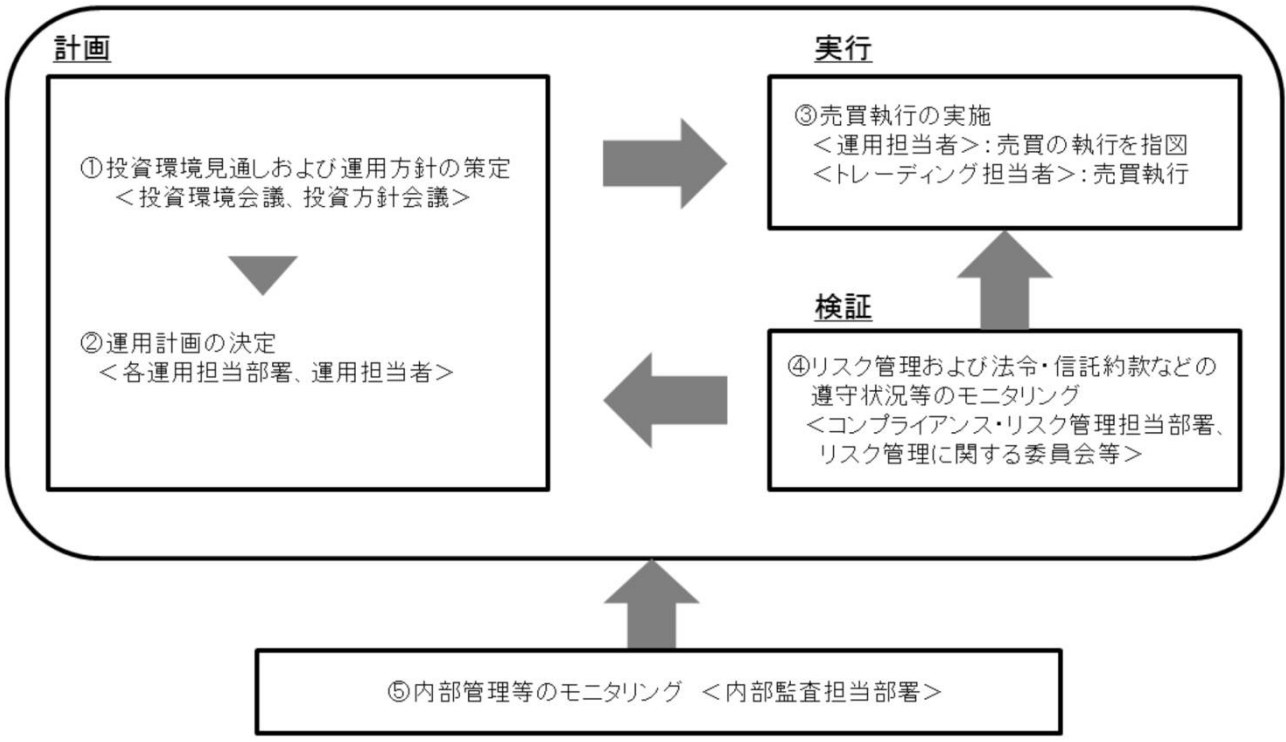 計画
①投資環境見通しおよび運用方針の策定
＜投資環境会議、投資方針会議＞
②運用計画の決定
＜各運用担当部署、運用担当者＞
実行
③売買執行の実施
＜運用担当者＞：売買の執行を指図
＜トレーディング担当者＞：売買執行
検証
④リスク管理および法令・信託約款などの
遵守状況等のモニタリング
＜コンプライアンス・リスク管理担当部署、
リスク管理に関する委員会等＞
⑤内部管理等のモニタリング ＜内部監査担当部署＞